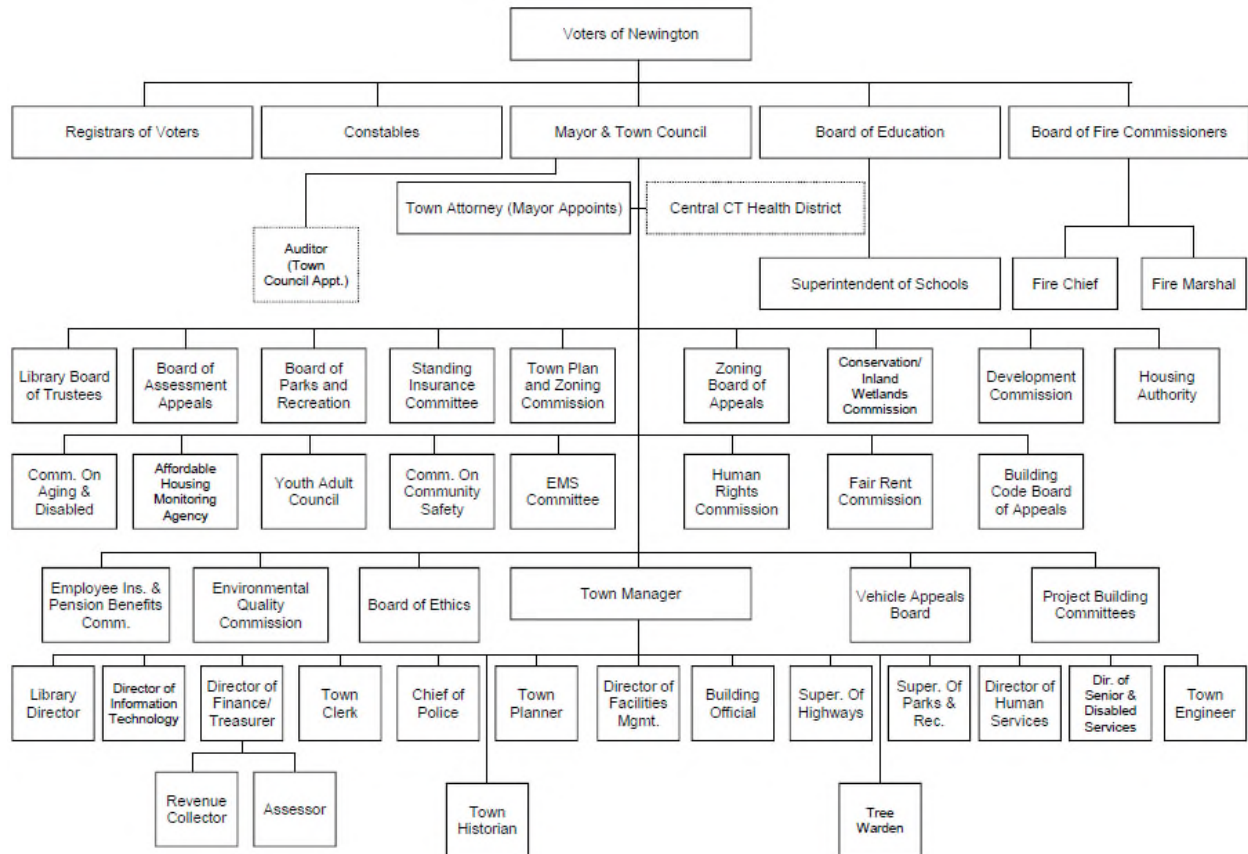 Voters of Newington
Registrars of Voters
Constables
Mayor & Town Council
Board of Education
Board of Fire Commissioners
Town Attorney (Mayor Appoints)
Central CT Health District
Auditor
(Town
Council Appt.)
Superintendent of Schools
Fire Chief
Fire Marshal
Library Board
of Trustees
Board of
Assessment
Appeals
Board of
Parks and
Recreation
Standing
Insurance
Committee
Town Plan
and Zoning
Commission
Zoning
Board of
Appeals
Conservation/
Inland
Wetlands
Commission
Development
Commission
Housing
Authority
Comm. On
Aging &
Disabled
Affordable
Housing
Monitoring
Agency
Youth Adult
Council
Comm. On
Community
Safety
EMS
Committee
Human
Rights
Commission
Fair Rent
Commission
Building
Code Board
of Appeals
Employee Ins. &
Pension Benefits
Comm.
Environmental
Quality
Commission
Board of Ethics
Town Manager
Vehicle Appeals
Board
Project Building
Committees
Library
Director
Director of
Information
Technology
Director of
Finance/
Treasurer
Town
Clerk
Chief of
Police
Town
Planner
Director of
Facilities
Mgmt.
Building
Official
Super. Of
Highways
Super. Of
Parks &
Rec.
Director of
Human
Services
Dir. of
Senior &
Disabled
Services
Town
Engineer
Revenue
Collector
Assessor
Town
Historian
Tree
Warden